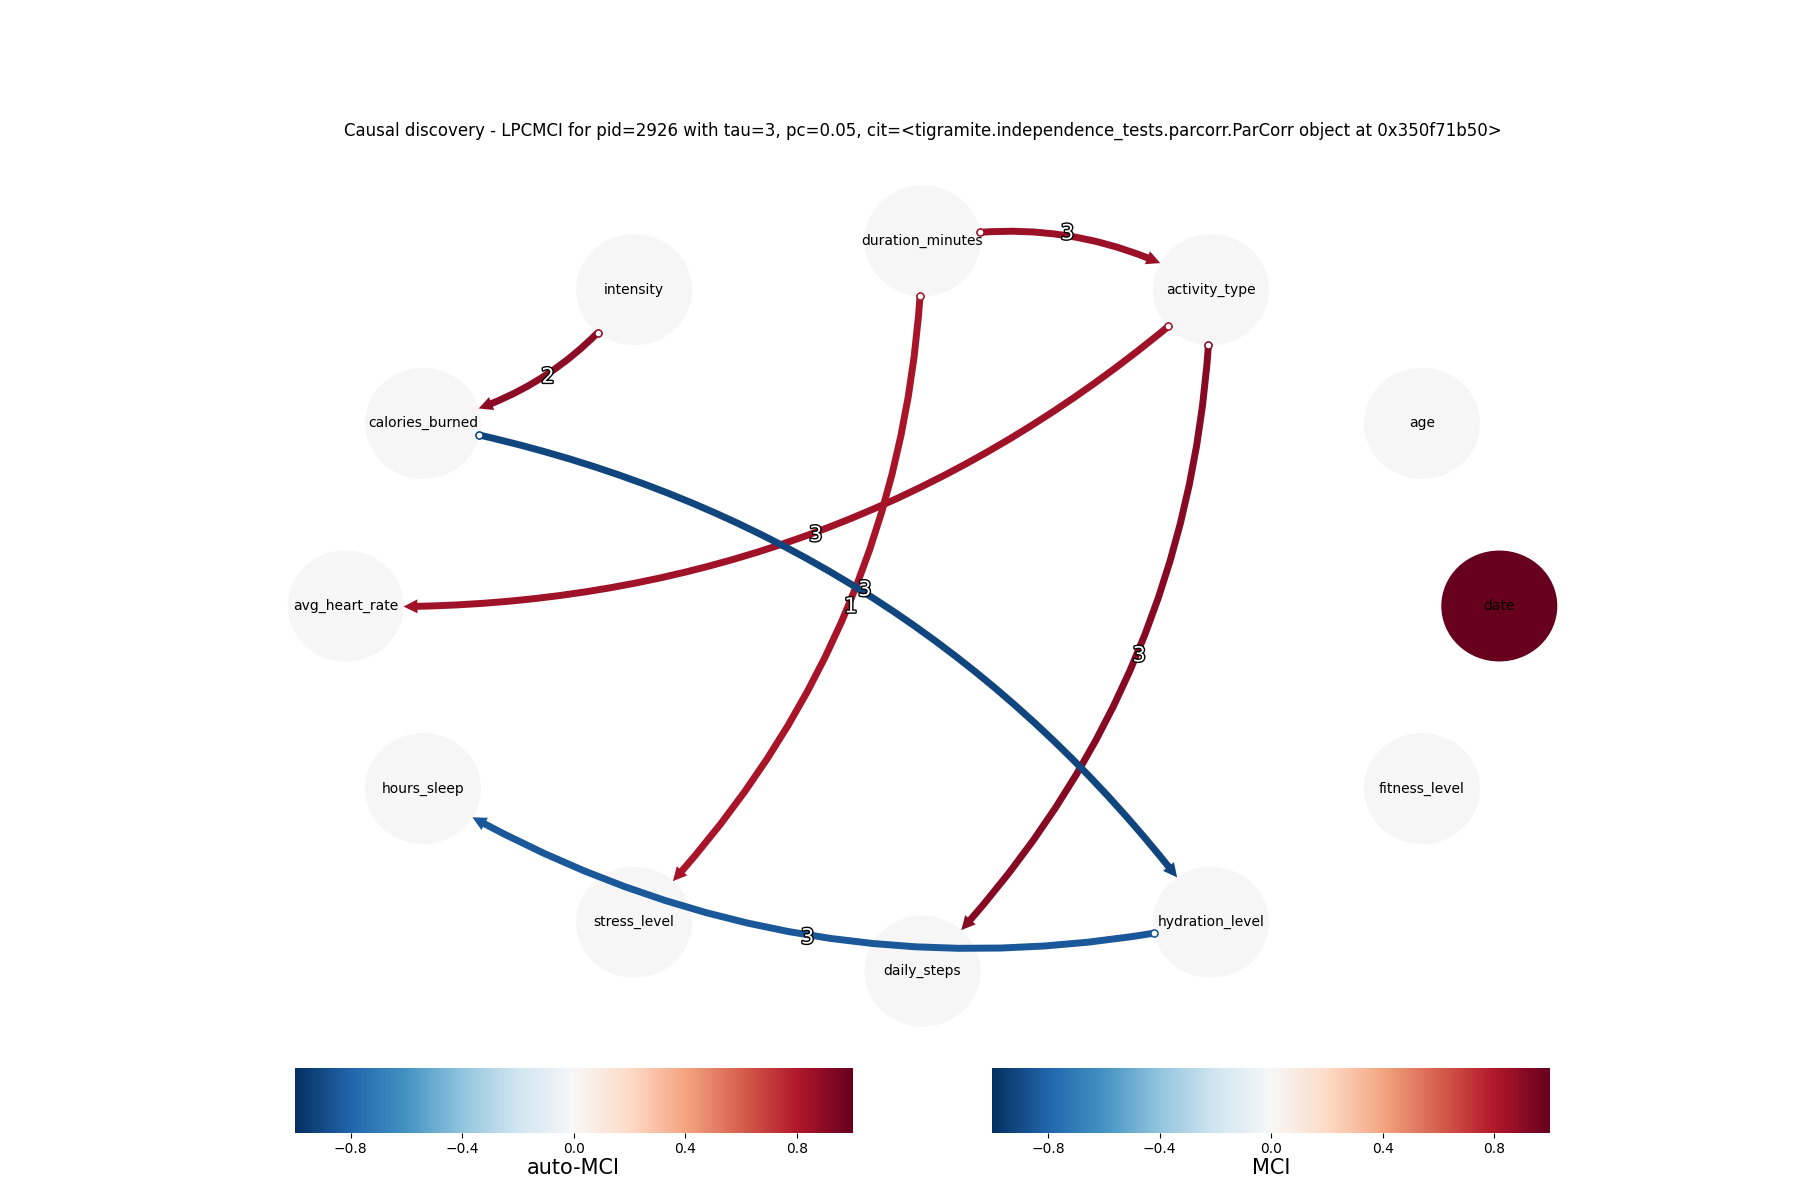 Causal discovery - LPCMCI for pid=2926 with tau=3, pc=0.05, cit=<tigramite.independence_tests.parcorr.ParCorr object at 0x350f71b50>
duration_minutes
3
intensity
activity_type
2
calories_burned
age
3
3
1
avg_heart_rate
date
3
hours_sleep
fitness_level
stress_level
hydration_level
3
daily_steps
−0.8 −0.4 0.0 0.4 0.8
auto-MCI
−0.8 −0.4 0.0 0.4 0.8
MCI